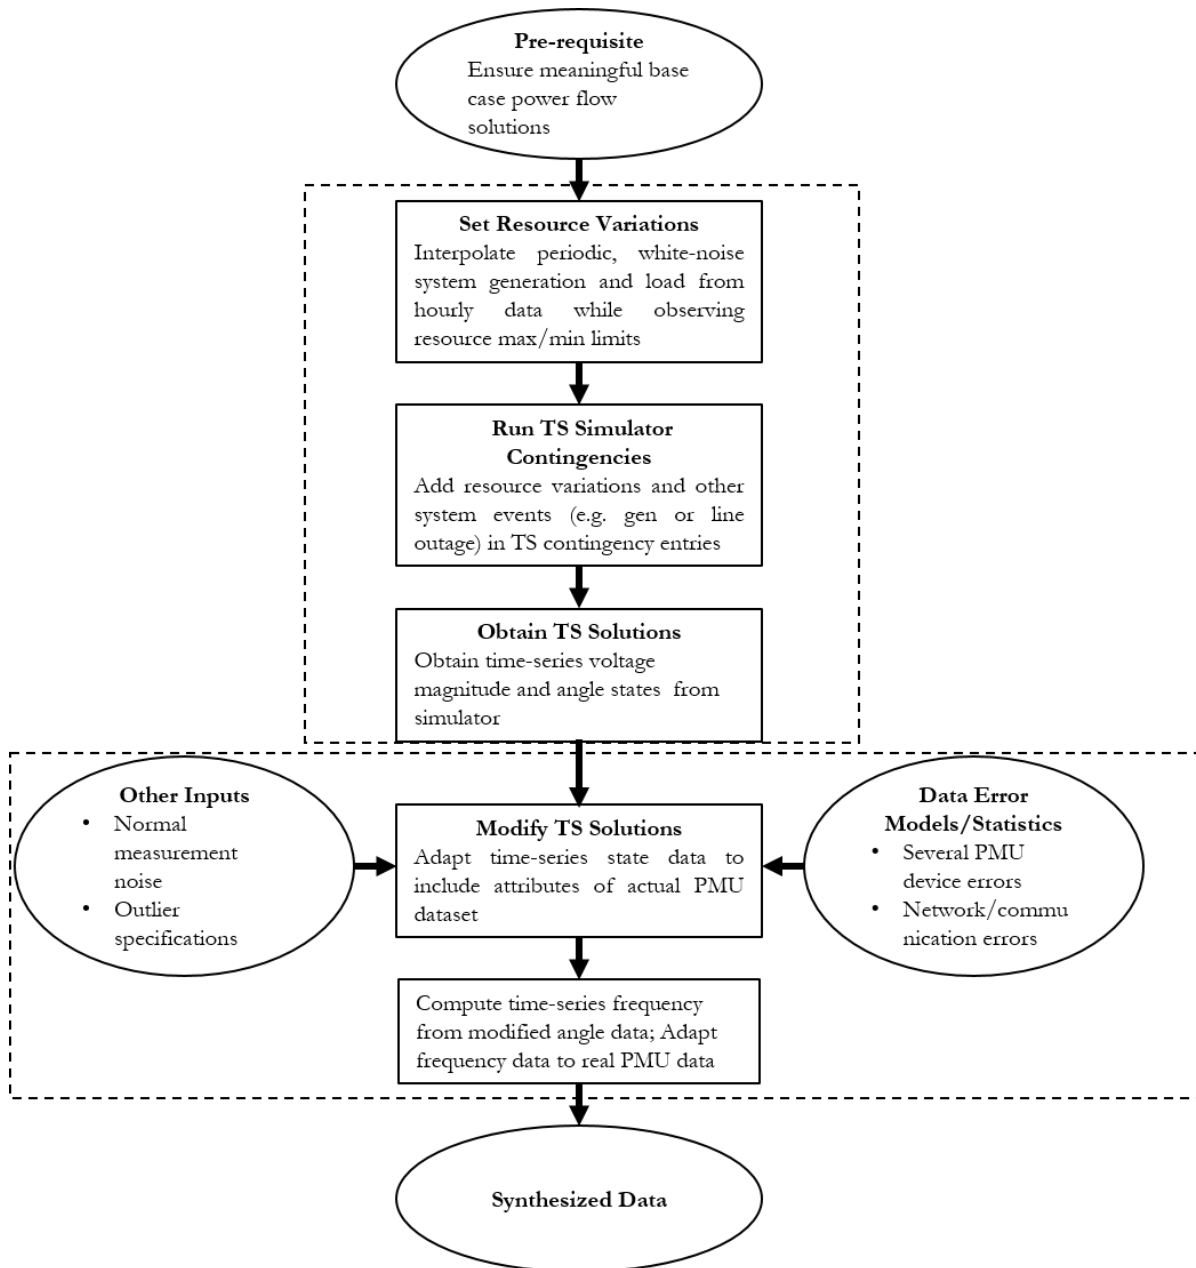 Pre-requisite
Ensure meaningful base
case power flow
solutions
Set Resource Variations
Interpolate periodic, white-noise
system generation and load from
hourly data while observing
resource max/min limits
Run TS Simulator
Contingencies
Add resource variations and other
system events (e.g. gen or line
outage) in TS contingency entries
Obtain TS Solutions
Obtain time-series voltage
magnitude and angle states from
simulator
Other Inputs
• Normal
measurement
noise
• Outlier
specifications
Modify TS Solutions
Adapt time-series state data to
include attributes of actual PMU
dataset
Data Error
Models/Statistics
• Several PMU
device errors
• Network/commu
nication errors
Compute time-series frequency
from modified angle data; Adapt
frequency data to real PMU data
Synthesized Data